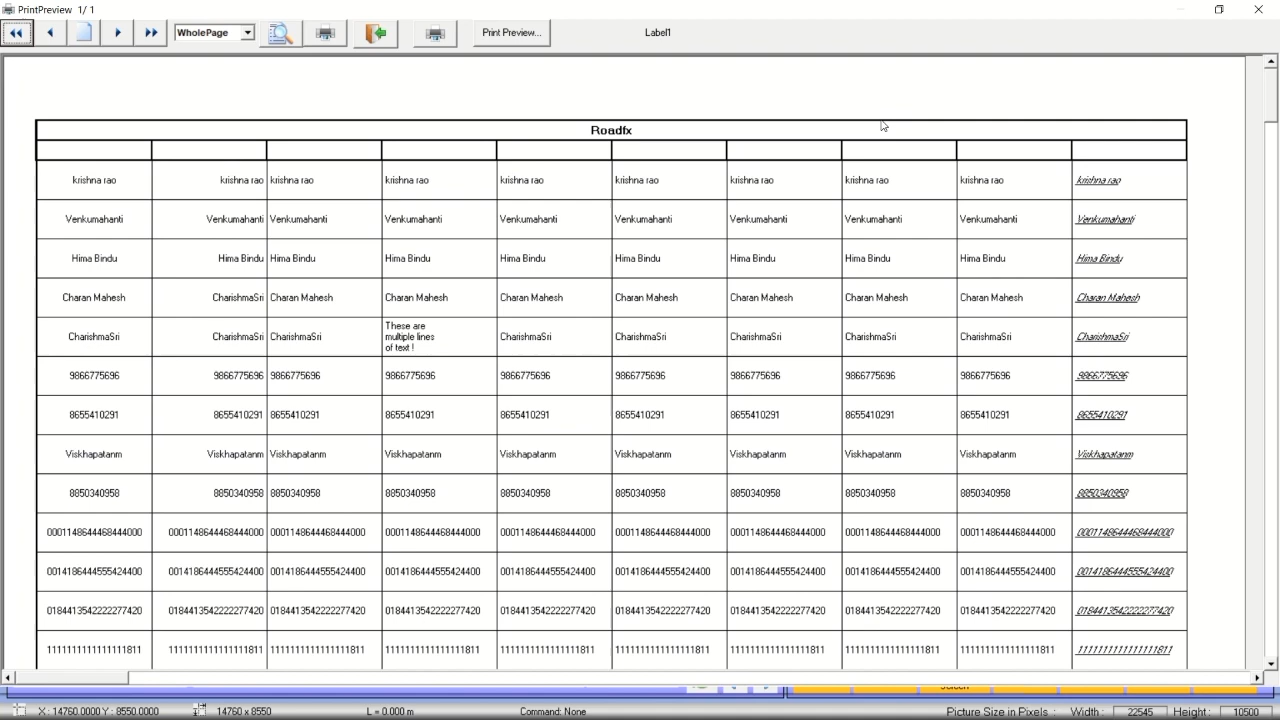 PrintPreview 1/ 1
WholePage Print Preview... Label1
Roadfx
krishna rao krishna rao krishna rao krishna rao krishna rao krishna rao krishna rao krishna rao krishna rao krishna rao
Venkumahanti Venkumahanti Venkumahanti Venkumahanti Venkumahanti Venkumahanti Venkumahanti Venkumahanti Venkumahanti Venkumahanti
Hima Bindu Hima Bindu Hima Bindu Hima Bindu Hima Bindu Hima Bindu Hima Bindu Hima Bindu Hima Bindu Hima Bindu
Charan Mahesh CharishmaSri Charan Mahesh Charan Mahesh Charan Mahesh Charan Mahesh Charan Mahesh Charan Mahesh Charan Mahesh Charan Mahesh
CharishmaSri CharishmaSri CharishmaSri These are
multiple lines
of text ! CharishmaSri CharishmaSri CharishmaSri CharishmaSri CharishmaSri CharishmaSri
9866775696 9866775696 9866775696 9866775696 9866775696 9866775696 9866775696 9866775696 9866775696 9866775696
8655410291 8655410291 8655410291 8655410291 8655410291 8655410291 8655410291 8655410291 8655410291 8655410291
Viskhapatanm Viskhapatanm Viskhapatanm Viskhapatanm Viskhapatanm Viskhapatanm Viskhapatanm Viskhapatanm Viskhapatanm Viskhapatanm
8850340958 8850340958 8850340958 8850340958 8850340958 8850340958 8850340958 8850340958 8850340958 8850340958
0001148644468444000 0001148644468444000 0001148644468444000 0001148644468444000 0001148644468444000 0001148644468444000 0001148644468444000 0001148644468444000 0001148644468444000 0001148644468444000
0014186444555424400 0014186444555424400 0014186444555424400 0014186444555424400 0014186444555424400 0014186444555424400 0014186444555424400 0014186444555424400 0014186444555424400 0014186444555424400
0184413542222277420 0184413542222277420 0184413542222277420 0184413542222277420 0184413542222277420 0184413542222277420 0184413542222277420 0184413542222277420 0184413542222277420 0184413542222277420
1111111111111111811 1111111111111111811 1111111111111111811 1111111111111111811 1111111111111111811 1111111111111111811 1111111111111111811 1111111111111111811 1111111111111111811 1111111111111111811
Screen
X : 14760.0000 Y : 8550.0000 14760 x 8550 L = 0.000 m Command: None Picture Size in Pixels : Width : 22545 Height : 10500